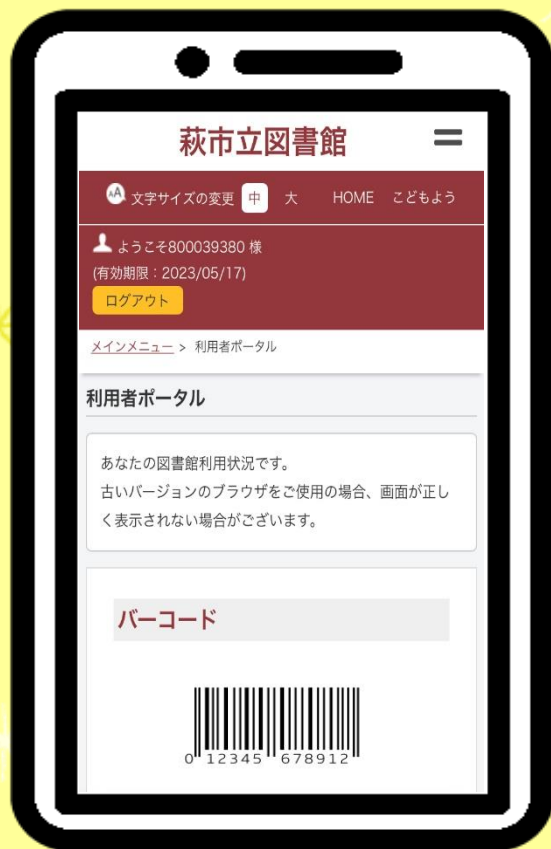 萩市立図書館
文字サイズの変更 中 大 HOME こどもよう
ようこそ800039380 様
(有効期限：2023/05/17)
ログアウト
メインメニュー > 利用者ポータル
利用者ポータル
あなたの図書館利用状況です。
古いバージョンのブラウザをご使用の場合、画面が正し
く表示されない場合がございます。
バーコード
0 12345 678912